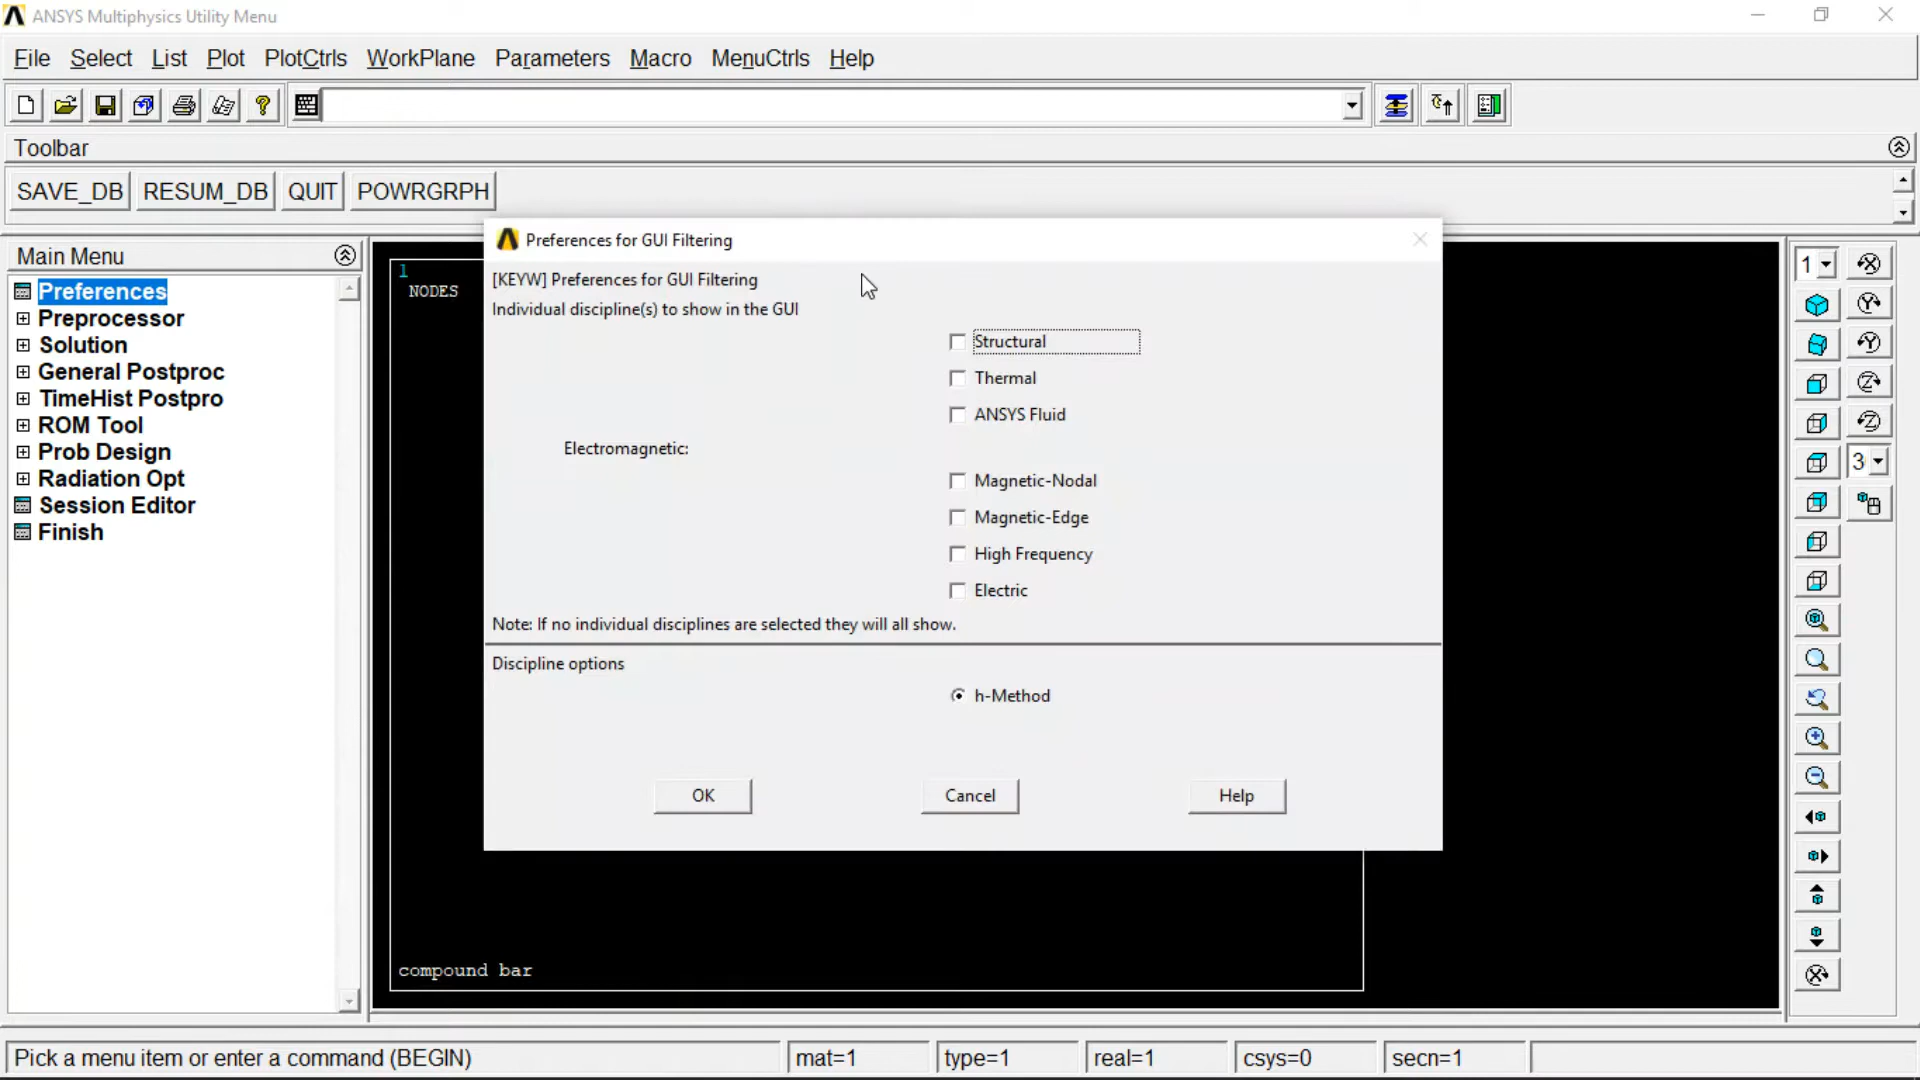 ANSYS Multiphysics Utility Menu
File Select List Plot PlotCtrls WorkPlane Parameters Macro MenuCtrls Help
Toolbar
SAVE_DB RESUM_DB QUIT POWRGRPH
Main Menu
Preferences
Preprocessor
Solution
General Postproc
TimeHist Postpro
ROM Tool
Prob Design
Radiation Opt
Session Editor
Finish
1
NODES
compound bar
Preferences for GUI Filtering
[KEYW] Preferences for GUI Filtering
Individual discipline(s) to show in the GUI
Structural
Thermal
ANSYS Fluid
Electromagnetic:
Magnetic-Nodal
Magnetic-Edge
High Frequency
Electric
Note: If no individual disciplines are selected they will all show.
Discipline options
h-Method
OK Cancel Help
1
3
Pick a menu item or enter a command (BEGIN) mat=1 type=1 real=1 csys=0 secn=1